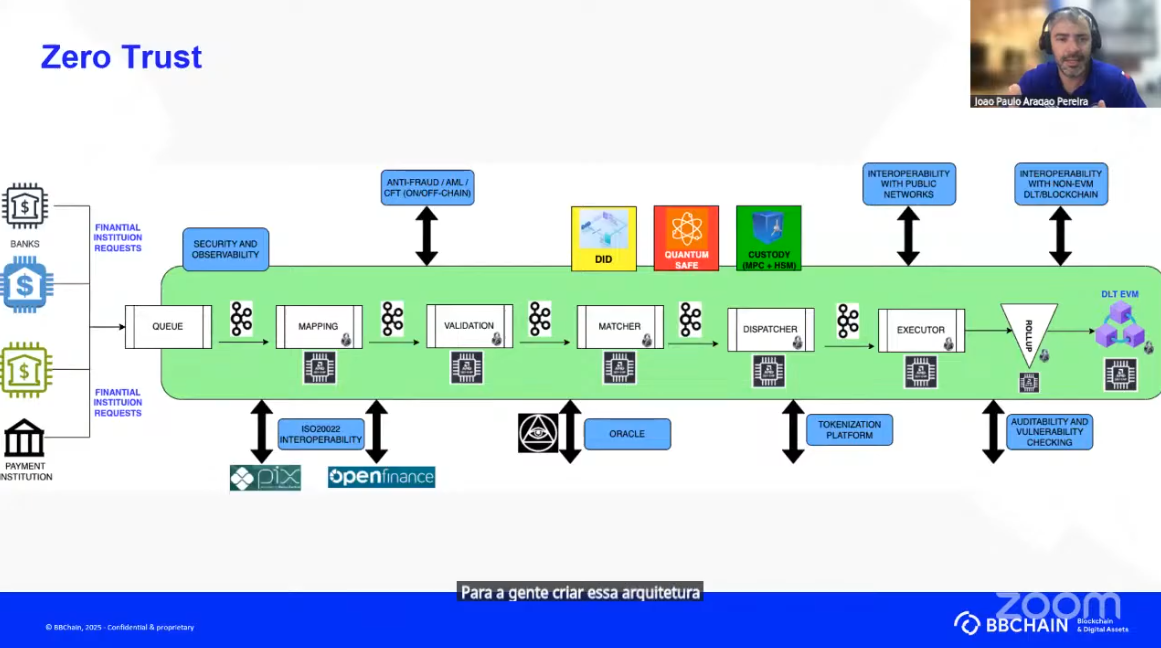 Zero Trust
Joao Paulo Aragao Pereira
ANTI-FRAUD / AML /
CFT (ON/OFF-CHAIN)
INTEROPERABILITY
WITH PUBLIC
NETWORKS
INTEROPERABILITY
WITH NON-EVM
DLT/BLOCKCHAIN
BANKS
FINANTIAL
INSTITUION
REQUESTS
SECURITY AND
OBSERVABILITY
DID
QUANTUM
SAFE
CUSTODY
(MPC + HSM)
DLT EVM
QUEUE
MAPPING
VALIDATION
MATCHER
DISPATCHER
EXECUTOR
ROLLUP
FINANTIAL
INSTITUION
REQUESTS
PAYMENT
INSTITUTION
ISO20022
INTEROPERABILITY
ORACLE
TOKENIZATION
PLATFORM
AUDITABILITY AND
VULNERABILITY
CHECKING
pix
openfinance
Para a gente criar essa arquitetura
© BBChain, 2025 - Confidential & proprietary
zoom
BBCHAIN
Blockchain
& Digital Assets